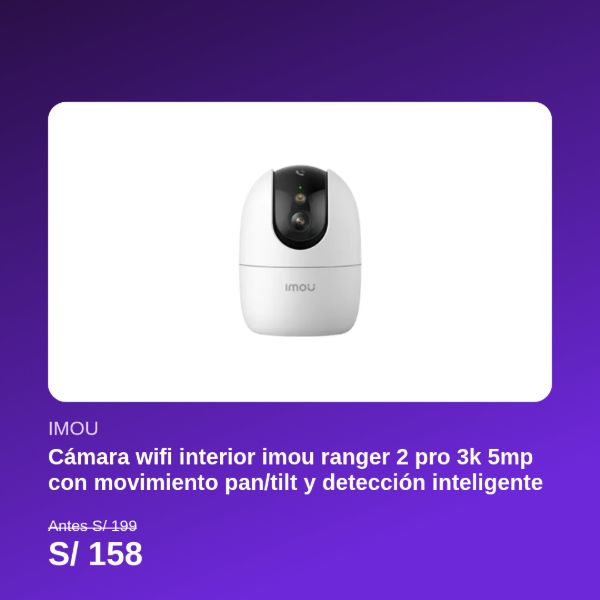 imou
IMOU
Cámara wifi interior imou ranger 2 pro 3k 5mp
con movimiento pan/tilt y detección inteligente
Antes S/ 199
S/ 158